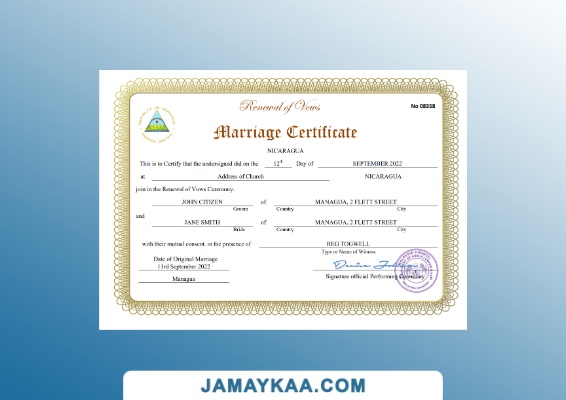 Renewal of Vows
No 08358
Marriage Certificate
NICARAGUA
This is to Certify that the undersigned did on the 12th Day of SEPTEMBER 2022
at Address of Church NICARAGUA
join in the Renewal of Vows Ceremony.
JOHN CITIZEN of MANAGUA, 2 FLETT STREET
Groom Country City
and
JANE SMITH of MANAGUA, 2 FLETT STREET
Bride Country City
with their mutual consent, in the presence of REG TOGWELL
Type or Name of Witness
Date of Original Marriage
11rd September 2022
Signature official Performing Ceremony
Managua
JAMAYKAA.COM